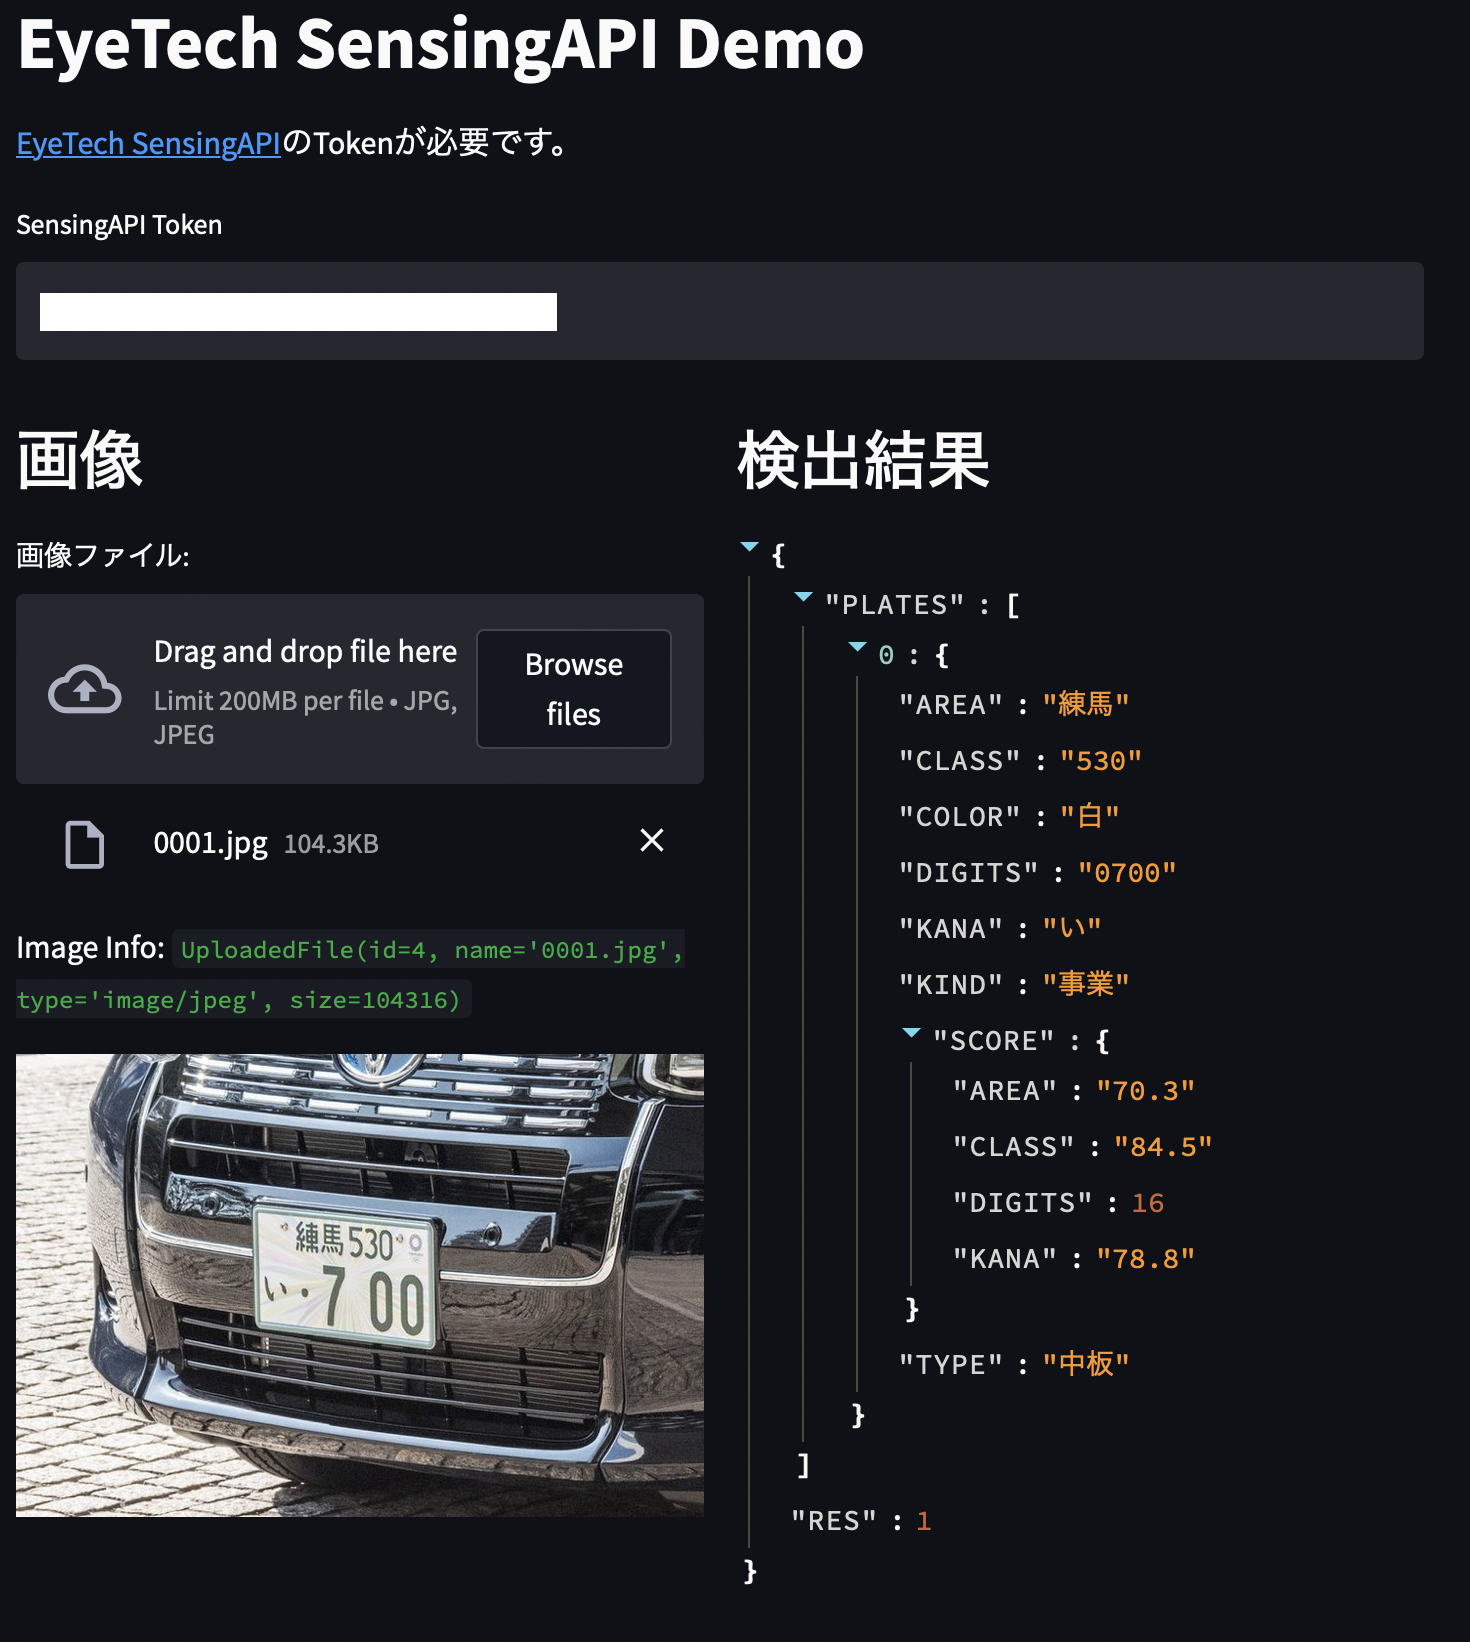 EyeTech SensingAPI Demo
EyeTech SensingAPIのTokenが必要です。
SensingAPI Token
画像
画像ファイル:
Drag and drop file here
Limit 200MB per file • JPG,
JPEG
Browse
files
0001.jpg 104.3KB
Image Info: UploadedFile(id=4, name='0001.jpg',
type='image/jpeg', size=104316)
練馬 530
い ・7 00
検出結果
{
"PLATES" : [
0 : {
"AREA" : "練馬"
"CLASS" : "530"
"COLOR" : "白"
"DIGITS" : "0700"
"KANA" : "い"
"KIND" : "事業"
"SCORE" : {
"AREA" : "70.3"
"CLASS" : "84.5"
"DIGITS" : 16
"KANA" : "78.8"
}
"TYPE" : "中板"
}
]
"RES" : 1
}